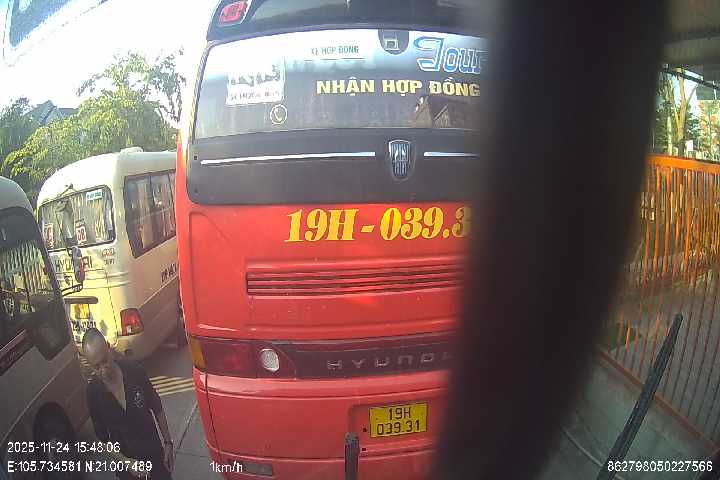 XE HỢP ĐỒNG
Tour
NHẬN HỢP ĐỒNG
19H-039.3
HYUNDAI
HYUNDA
19H
039.31
2025-11-24 15:48:06
E:105.734581 N:21.007489
1km/h
862798050227566